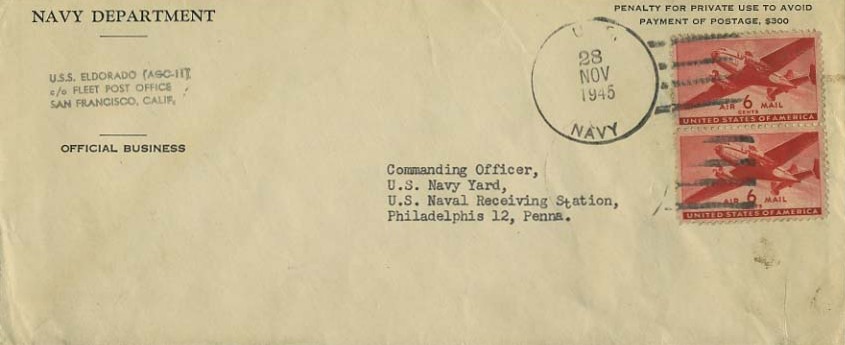 NAVY DEPARTMENT
PENALTY FOR PRIVATE USE TO AVOID
PAYMENT OF POSTAGE, $300
U.S.S. ELDORADO (AGC-11)
c/o FLEET POST OFFICE
SAN FRANCISCO, CALIF.
OFFICIAL BUSINESS
U. S.
28
NOV
1945
NAVY
AIR 6 MAIL
CENTS
UNITED STATES OF AMERICA
AIR 6 MAIL
CENTS
UNITED STATES OF AMERICA
Commanding Officer,
U.S. Navy Yard,
U.S. Naval Receiving Station,
Philadelphis 12, Penna.